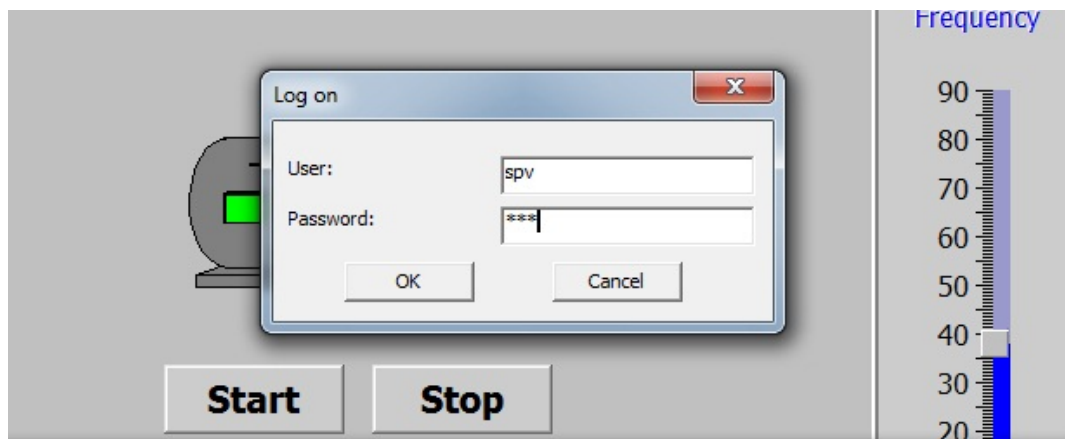 Frequency
Log on
User:
spv
Password:
***
OK
Cancel
Start
Stop
90
80
70
60
50
40
30
20